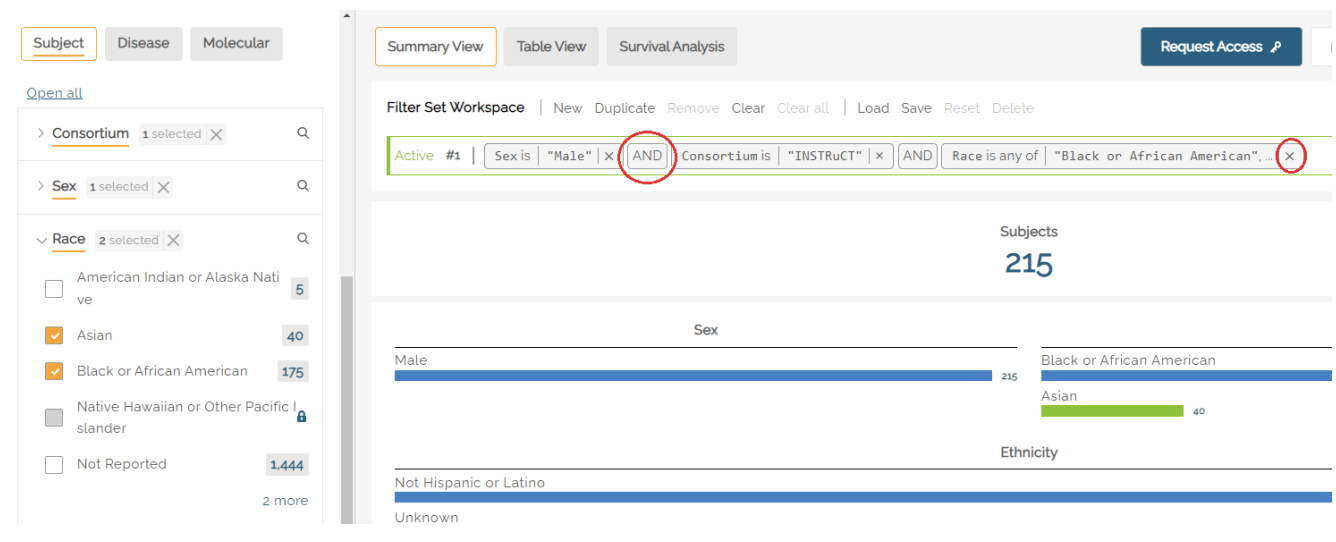 Subject Disease Molecular
Summary View Table View Survival Analysis Request Access
Open all
Filter Set Workspace | New Duplicate Remove Clear Clear all | Load Save Reset Delete
Consortium 1 selected
Active #1 | Sex is | "Male" | × AND Consortium is | "INSTRuCT" | × AND Race is any of | "Black or African American", … ×
Sex 1 selected
Race 2 selected
American Indian or Alaska Nati
ve 5
Asian 40
Black or African American 175
Native Hawaiian or Other Pacific I
slander
Not Reported 1,444
2 more
Subjects
215
Sex
Male
215
Black or African American
Asian
40
Ethnicity
Not Hispanic or Latino
Unknown